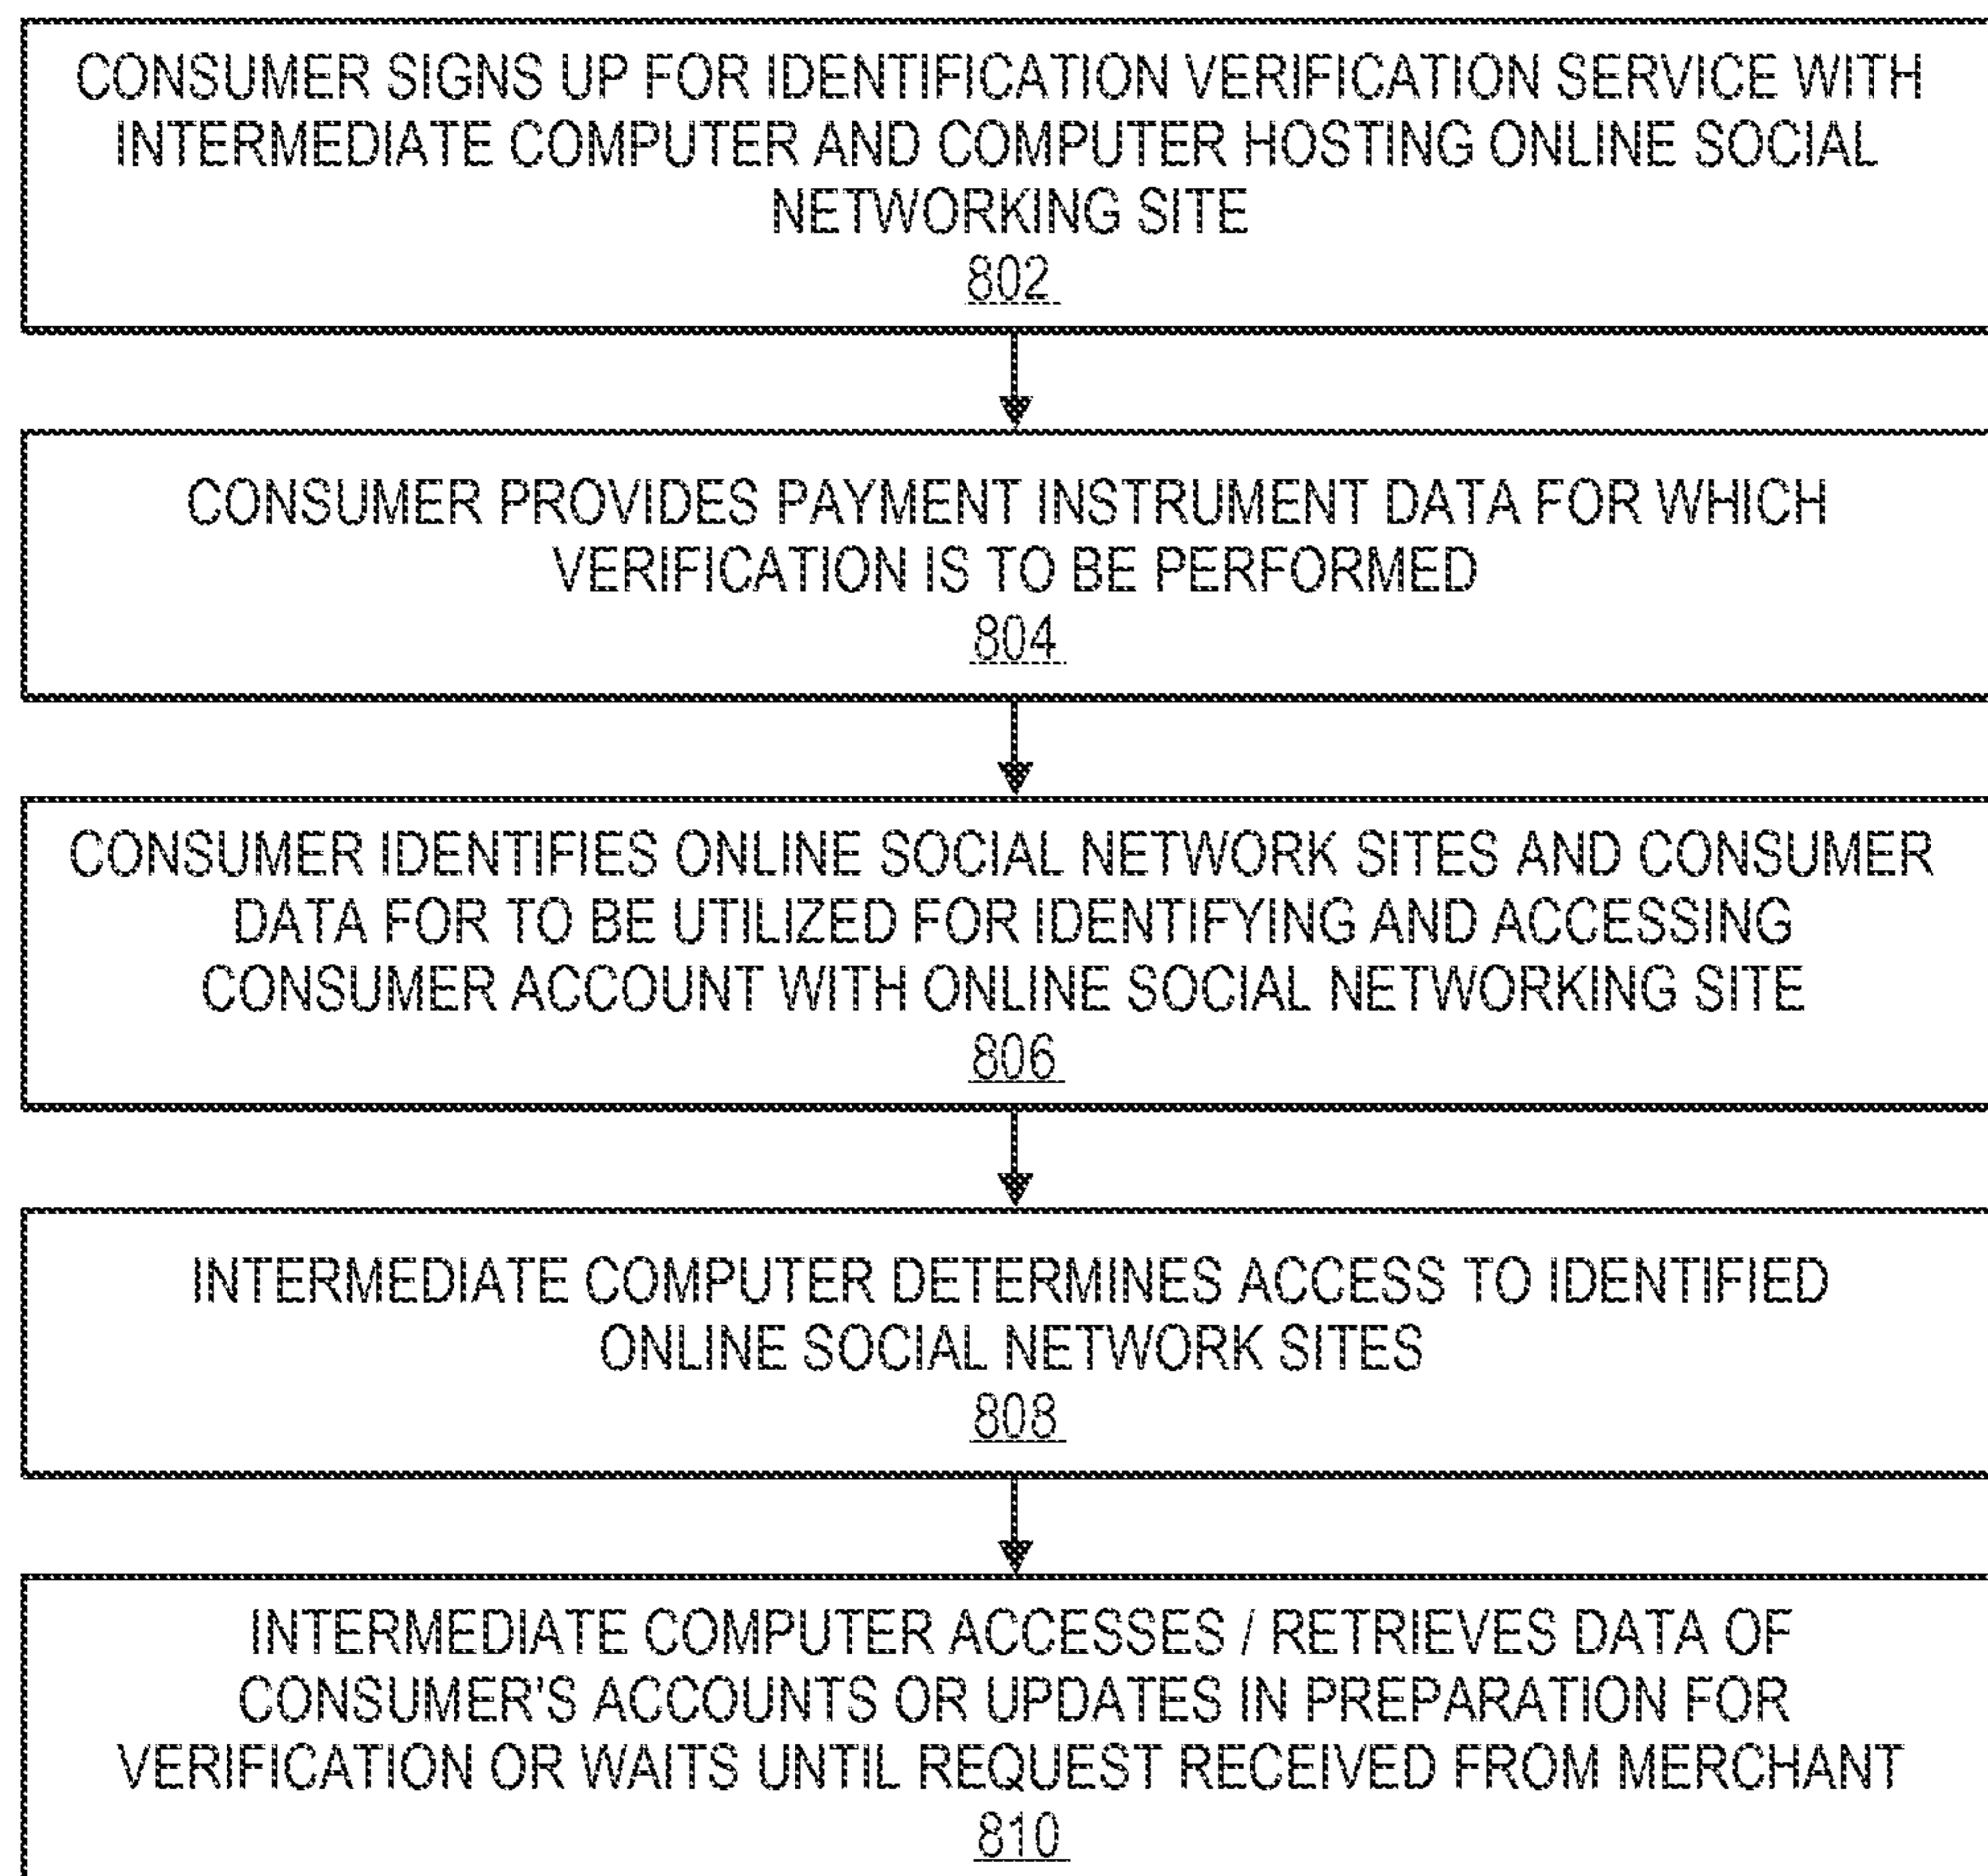 CONSUMER SIGNS UP FOR IDENTIFICATION VERIFICATION SERVICE WITH
INTERMEDIATE COMPUTER AND COMPUTER HOSTING ONLINE SOCIAL
NETWORKING SITE
802
CONSUMER PROVIDES PAYMENT INSTRUMENT DATA FOR WHICH
VERIFICATION IS TO BE PERFORMED
804
CONSUMER IDENTIFIES ONLINE SOCIAL NETWORK SITES AND CONSUMER
DATA FOR TO BE UTILIZED FOR IDENTIFYING AND ACCESSING
CONSUMER ACCOUNT WITH ONLINE SOCIAL NETWORKING SITE
806
INTERMEDIATE COMPUTER DETERMINES ACCESS TO IDENTIFIED
ONLINE SOCIAL NETWORK SITES
808
INTERMEDIATE COMPUTER ACCESSES / RETRIEVES DATA OF
CONSUMER'S ACCOUNTS OR UPDATES IN PREPARATION FOR
VERIFICATION OR WAITS UNTIL REQUEST RECEIVED FROM MERCHANT
810